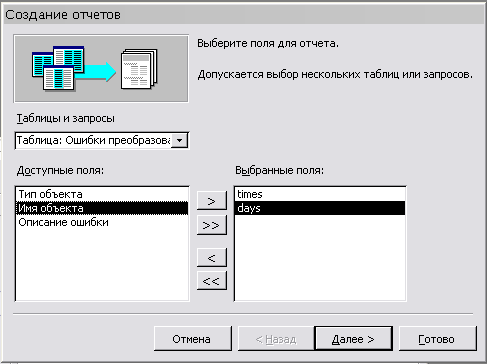 Создание отчетов
Выберите поля для отчета.
Допускается выбор нескольких таблиц или запросов.
Таблицы и запросы
Таблица: Ошибки преобразова
Доступные поля:
Выбранные поля:
Тип объекта
Имя объекта
Описание ошибки
>
>>
<
<<
times
days
Отмена
< Назад
Далее >
Готово